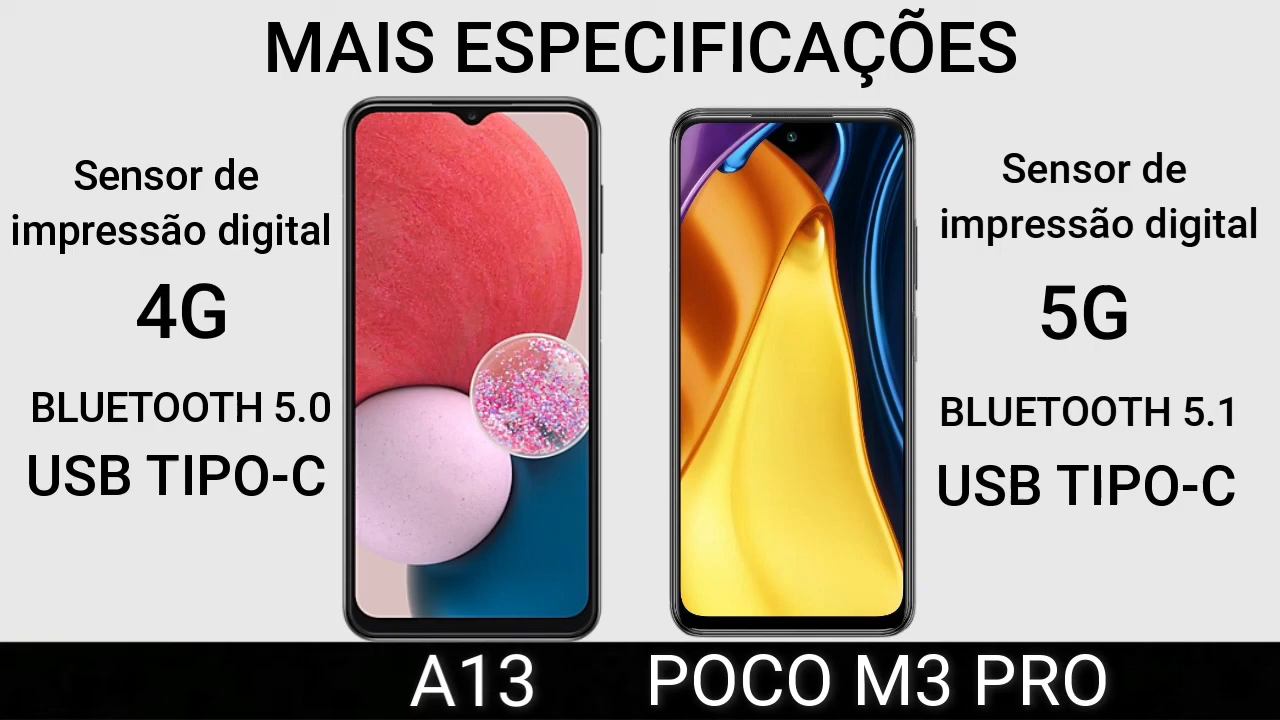 MAIS ESPECIFICAÇÕES
Sensor de
impressão digital
4G
BLUETOOTH 5.0
USB TIPO-C
Sensor de
impressão digital
5G
BLUETOOTH 5.1
USB TIPO-C
A13
POCO M3 PRO